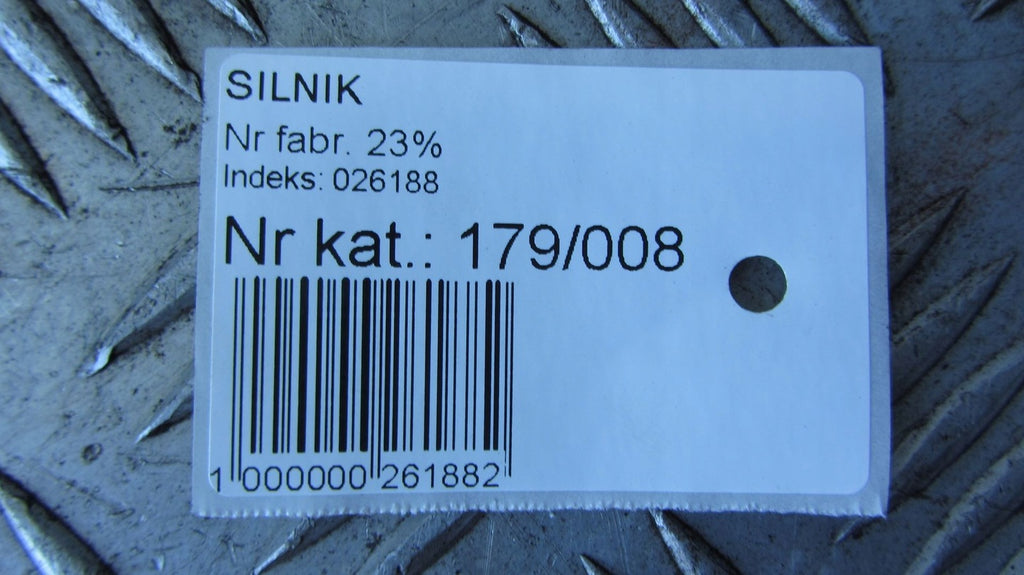 SILNIK
Nr fabr. 23%
Indeks: 026188
Nr kat.: 179/008
1 000000 261882